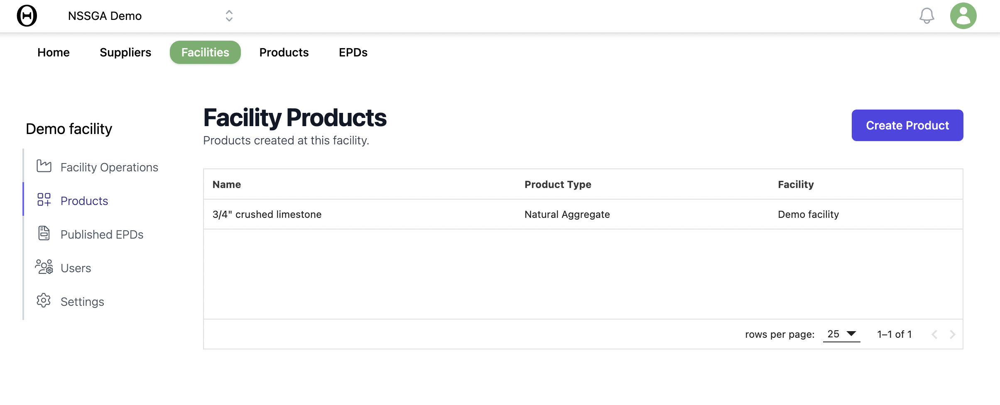 NSSGA Demo
Home Suppliers Facilities Products EPDs
Demo facility
Facility Operations
Products
Published EPDs
Users
Settings
Facility Products
Products created at this facility.
Create Product
Name Product Type Facility
3/4" crushed limestone Natural Aggregate Demo facility
rows per page: 25 1–1 of 1